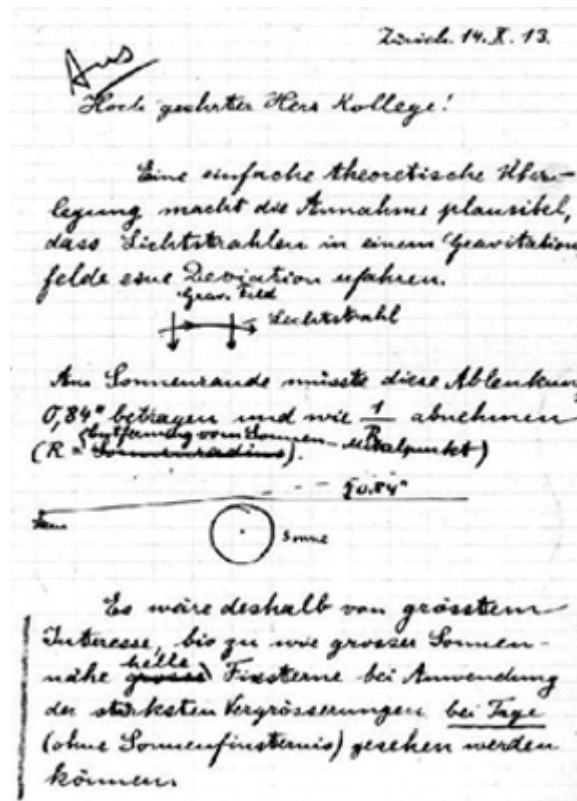 Zürich. 14. X. 13.
Hoch geehrter Herr Kollege!
Eine einfache theoretische Über-
legung macht die Annahme plausibel,
dass Lichtstrahlen in einem Gravitations
felde eine Deviation erfahren.
Grav. Feld
Lichtstrahl
Am Sonnenrande müsste diese Ablenkung
0,84" betragen und wie 1/R abnehmen
(Entfernung vom Sonnen-Mittelpunkt)
(R = Sonnenradius).
0.84"
Sonne
Es wäre deshalb von grösstem
Interesse, bis zu wie grosser Sonnen-
nähe helle grosse Fixsterne bei Anwendung
der stärksten Vergrösserungen bei Tage
(ohne Sonnenfinsternis) gesehen werden
können.